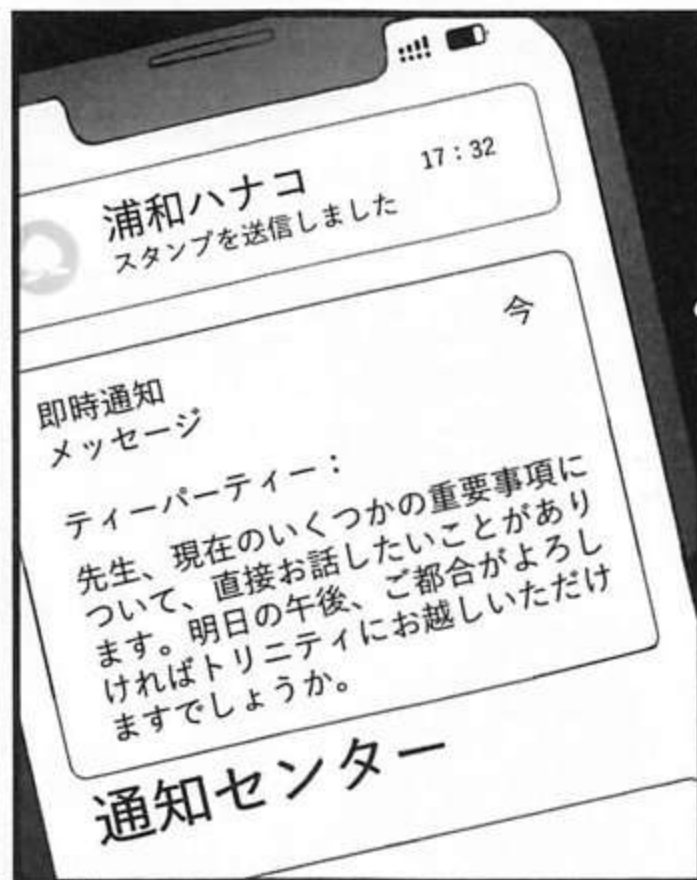 浦和ハナコ
17：32
スタンプを送信しました
今
即時通知
メッセージ
ティーパーティー：
先生、現在のいくつかの重要事項に
ついて、直接お話したいことがあり
ます。明日の午後、ご都合がよろし
ければトリニティにお越しいただけ
ますでしょうか。
通知センター